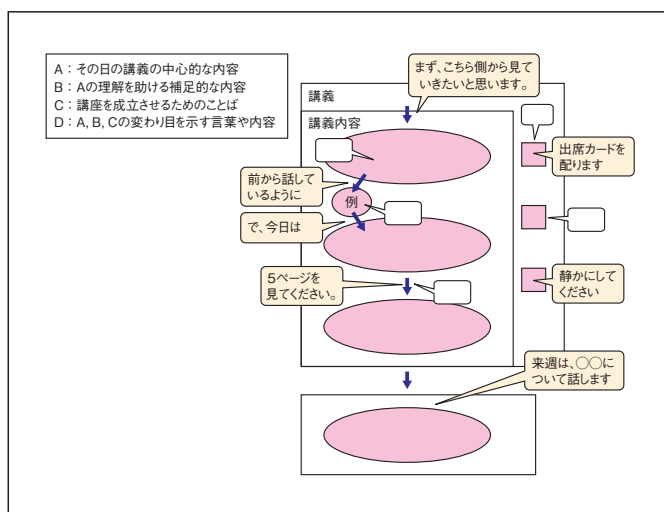 A：その日の講義の中心的な内容
B：Aの理解を助ける補足的な内容
C：講座を成立させるためのことば
D：A, B, Cの変わり目を示す言葉や内容
まず、こちら側から見て
いきたいと思います。
講義
講義内容
出席カードを
配ります
前から話して
いるように
例
で、今日は
5ページを
見てください。
静かにして
ください
来週は、○○に
ついて話します